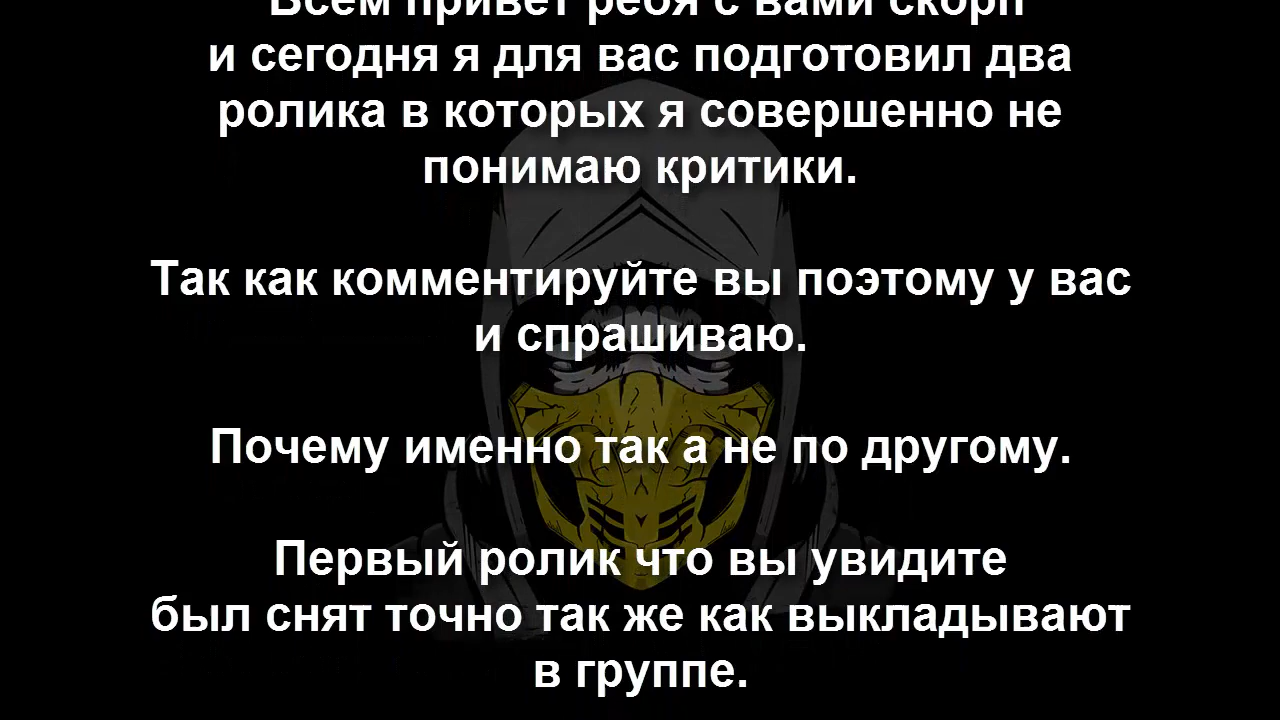 Всем привет ребя с вами скорп
и сегодня я для вас подготовил два
ролика в которых я совершенно не
понимаю критики.
Так как комментируйте вы поэтому у вас
и спрашиваю.
Почему именно так а не по другому.
Первый ролик что вы увидите
был снят точно так же как выкладывают
в группе.